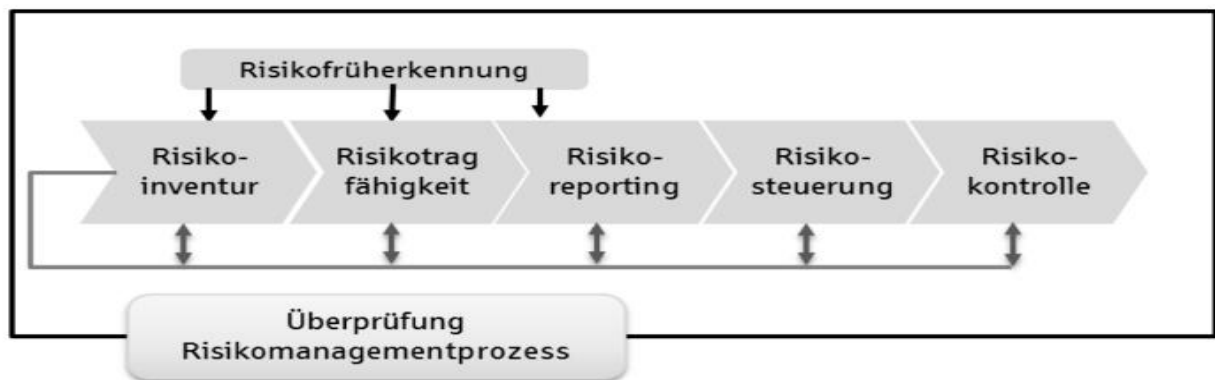 Risikofrüherkennung
Risiko-
inventur
Risikotrag
fähigkeit
Risiko-
reporting
Risiko-
steuerung
Risiko-
kontrolle
Überprüfung
Risikomanagementprozess